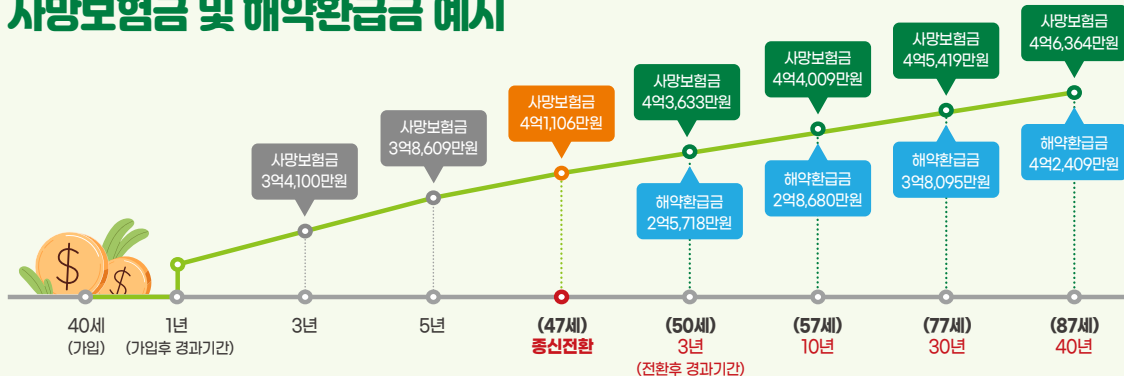 사망보험금 및 해약환급금 예시
사망보험금
3억4,100만원
사망보험금
3억8,609만원
사망보험금
4억1,106만원
사망보험금
4억3,633만원
사망보험금
4억4,009만원
사망보험금
4억5,419만원
사망보험금
4억6,364만원
해약환급금
2억5,718만원
해약환급금
2억8,680만원
해약환급금
3억8,095만원
해약환급금
4억2,409만원
40세
(가입)
1년
(가입후 경과기간)
3년
5년
(47세)
종신전환
(50세)
3년
(전환후 경과기간)
(57세)
10년
(77세)
30년
(87세)
40년